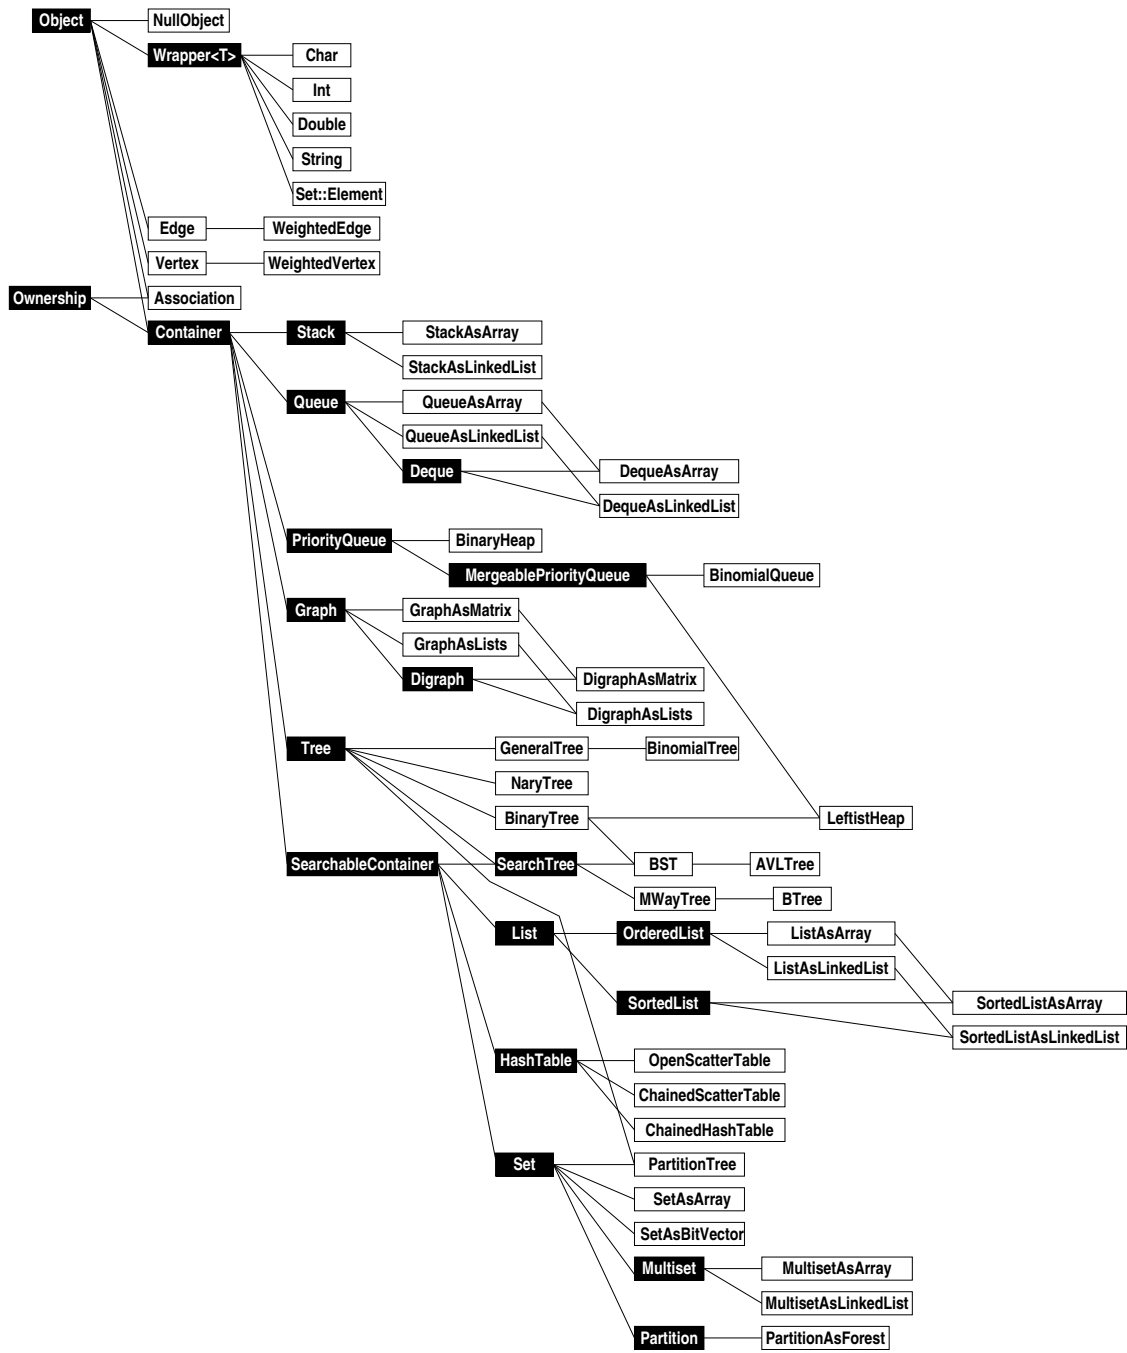 Object
NullObject
Wrapper<T>
Char
Int
Double
String
Set::Element
Edge
WeightedEdge
Vertex
WeightedVertex
Ownership
Association
Container
Stack
StackAsArray
StackAsLinkedList
Queue
QueueAsArray
QueueAsLinkedList
Deque
DequeAsArray
DequeAsLinkedList
PriorityQueue
BinaryHeap
MergeablePriorityQueue
BinomialQueue
Graph
GraphAsMatrix
GraphAsLists
Digraph
DigraphAsMatrix
DigraphAsLists
Tree
GeneralTree
BinomialTree
NaryTree
BinaryTree
LeftistHeap
SearchableContainer
SearchTree
BST
AVLTree
MWayTree
BTree
List
OrderedList
ListAsArray
ListAsLinkedList
SortedList
SortedListAsArray
SortedListAsLinkedList
HashTable
OpenScatterTable
ChainedScatterTable
ChainedHashTable
Set
PartitionTree
SetAsArray
SetAsBitVector
Multiset
MultisetAsArray
MultisetAsLinkedList
Partition
PartitionAsForest